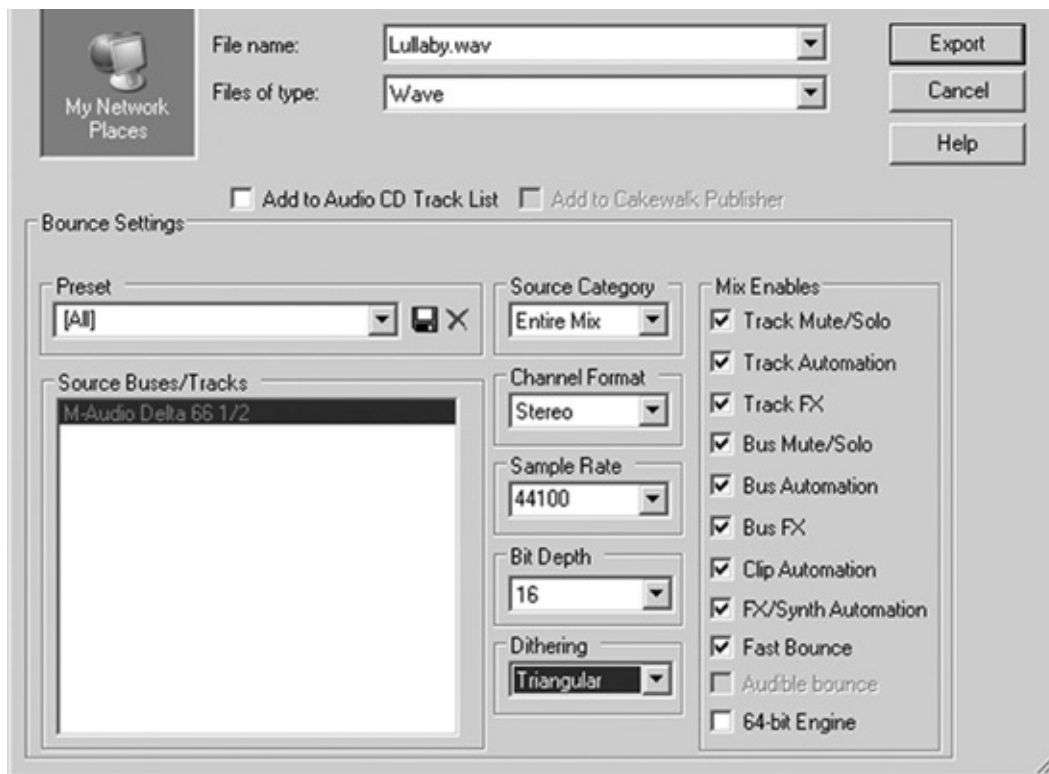 My Network
Places
File name:
Lullaby.wav
Export
Files of type:
Wave
Cancel
Help
Add to Audio CD Track List
Add to Cakewalk Publisher
Bounce Settings
Preset
[All]
Source Category
Entire Mix
Mix Enables
Track Mute/Solo
Track Automation
Source Buses/Tracks
M-Audio Delta 66 1/2
Channel Format
Stereo
Track FX
Bus Mute/Solo
Sample Rate
44100
Bus Automation
Bus FX
Bit Depth
16
Clip Automation
FX/Synth Automation
Dithering
Triangular
Fast Bounce
Audible bounce
64-bit Engine